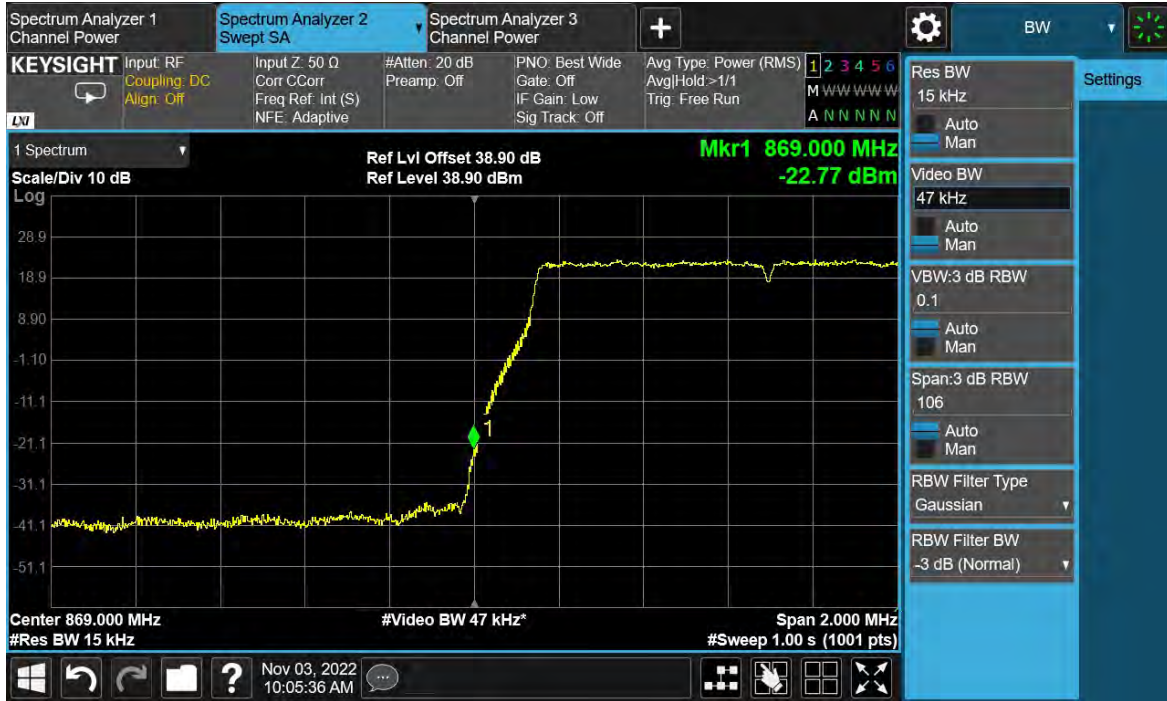 Spectrum Analyzer 1
Channel Power
Spectrum Analyzer 2
Swept SA
Spectrum Analyzer 3
Channel Power
BW
KEYSIGHT
LXI
Input: RF
Coupling: DC
Align: Off
Input Z: 50 Ω
Corr CCorr
Freq Ref: Int (S)
NFE: Adaptive
#Atten: 20 dB
Preamp: Off
PNO: Best Wide
Gate: Off
IF Gain: Low
Sig Track: Off
Avg Type: Power (RMS)
Avg|Hold:>1/1
Trig: Free Run
1 2 3 4 5 6
M W W W W W
A N N N N N
1 Spectrum
Scale/Div 10 dB
Ref Lvl Offset 38.90 dB
Ref Level 38.90 dBm
Mkr1 869.000 MHz
-22.77 dBm
Log
28.9
18.9
8.90
-1.10
-11.1
-21.1
-31.1
-41.1
-51.1
1
Center 869.000 MHz
#Res BW 15 kHz
#Video BW 47 kHz*
Span 2.000 MHz
#Sweep 1.00 s (1001 pts)
?
Nov 03, 2022
10:05:36 AM
Res BW
15 kHz
Auto
Man
Video BW
47 kHz
Auto
Man
VBW:3 dB RBW
0.1
Auto
Man
Span:3 dB RBW
106
Auto
Man
RBW Filter Type
Gaussian
RBW Filter BW
-3 dB (Normal)
Settings